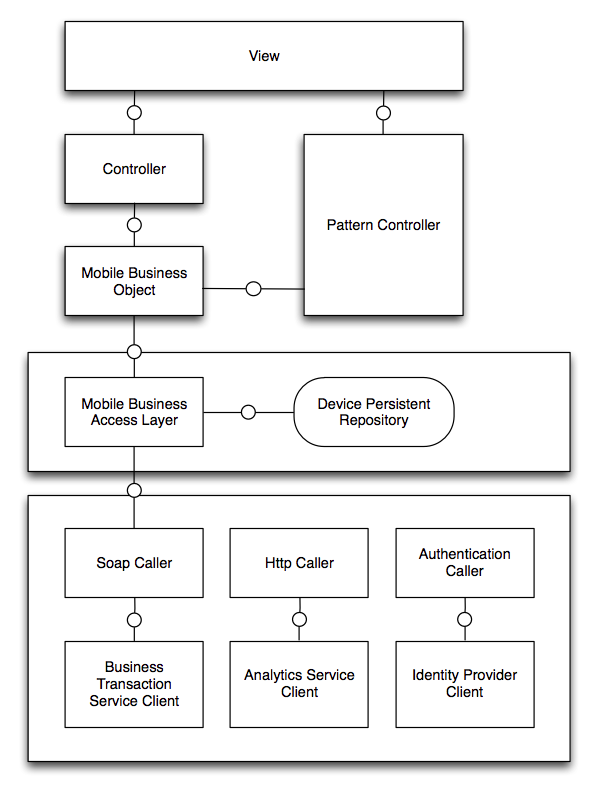 View
Controller
Pattern Controller
Mobile Business
Object
Mobile Business
Access Layer
Device Persistent
Repository
Soap Caller
Http Caller
Authentication
Caller
Business
Transaction
Service Client
Analytics Service
Client
Identity Provider
Client